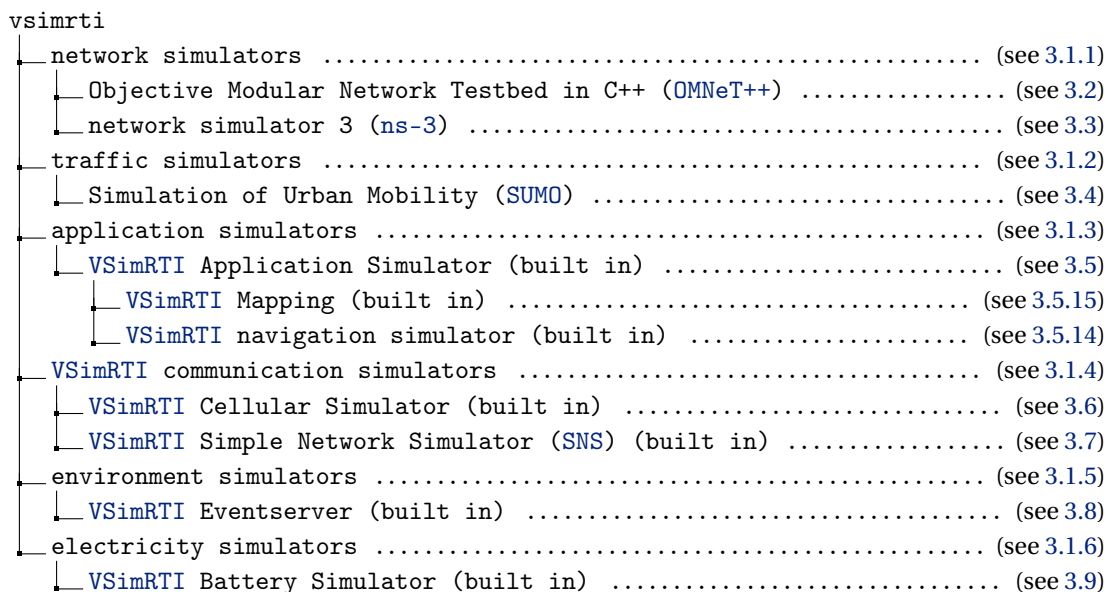 vsimrti
network simulators ........................................................ (see 3.1.1)
Objective Modular Network Testbed in C++ (OMNeT++) ................. (see 3.2)
network simulator 3 (ns-3) ............................................. (see 3.3)
traffic simulators ........................................................ (see 3.1.2)
Simulation of Urban Mobility (SUMO) ................................... (see 3.4)
application simulators ................................................... (see 3.1.3)
VSimRTI Application Simulator (built in) ............................. (see 3.5)
VSimRTI Mapping (built in) ....................................... (see 3.5.15)
VSimRTI navigation simulator (built in) ........................ (see 3.5.14)
VSimRTI communication simulators ....................................... (see 3.1.4)
VSimRTI Cellular Simulator (built in) ................................ (see 3.6)
VSimRTI Simple Network Simulator (SNS) (built in) .................... (see 3.7)
environment simulators ................................................... (see 3.1.5)
VSimRTI Eventserver (built in) ........................................ (see 3.8)
electricity simulators ................................................... (see 3.1.6)
VSimRTI Battery Simulator (built in) ................................. (see 3.9)